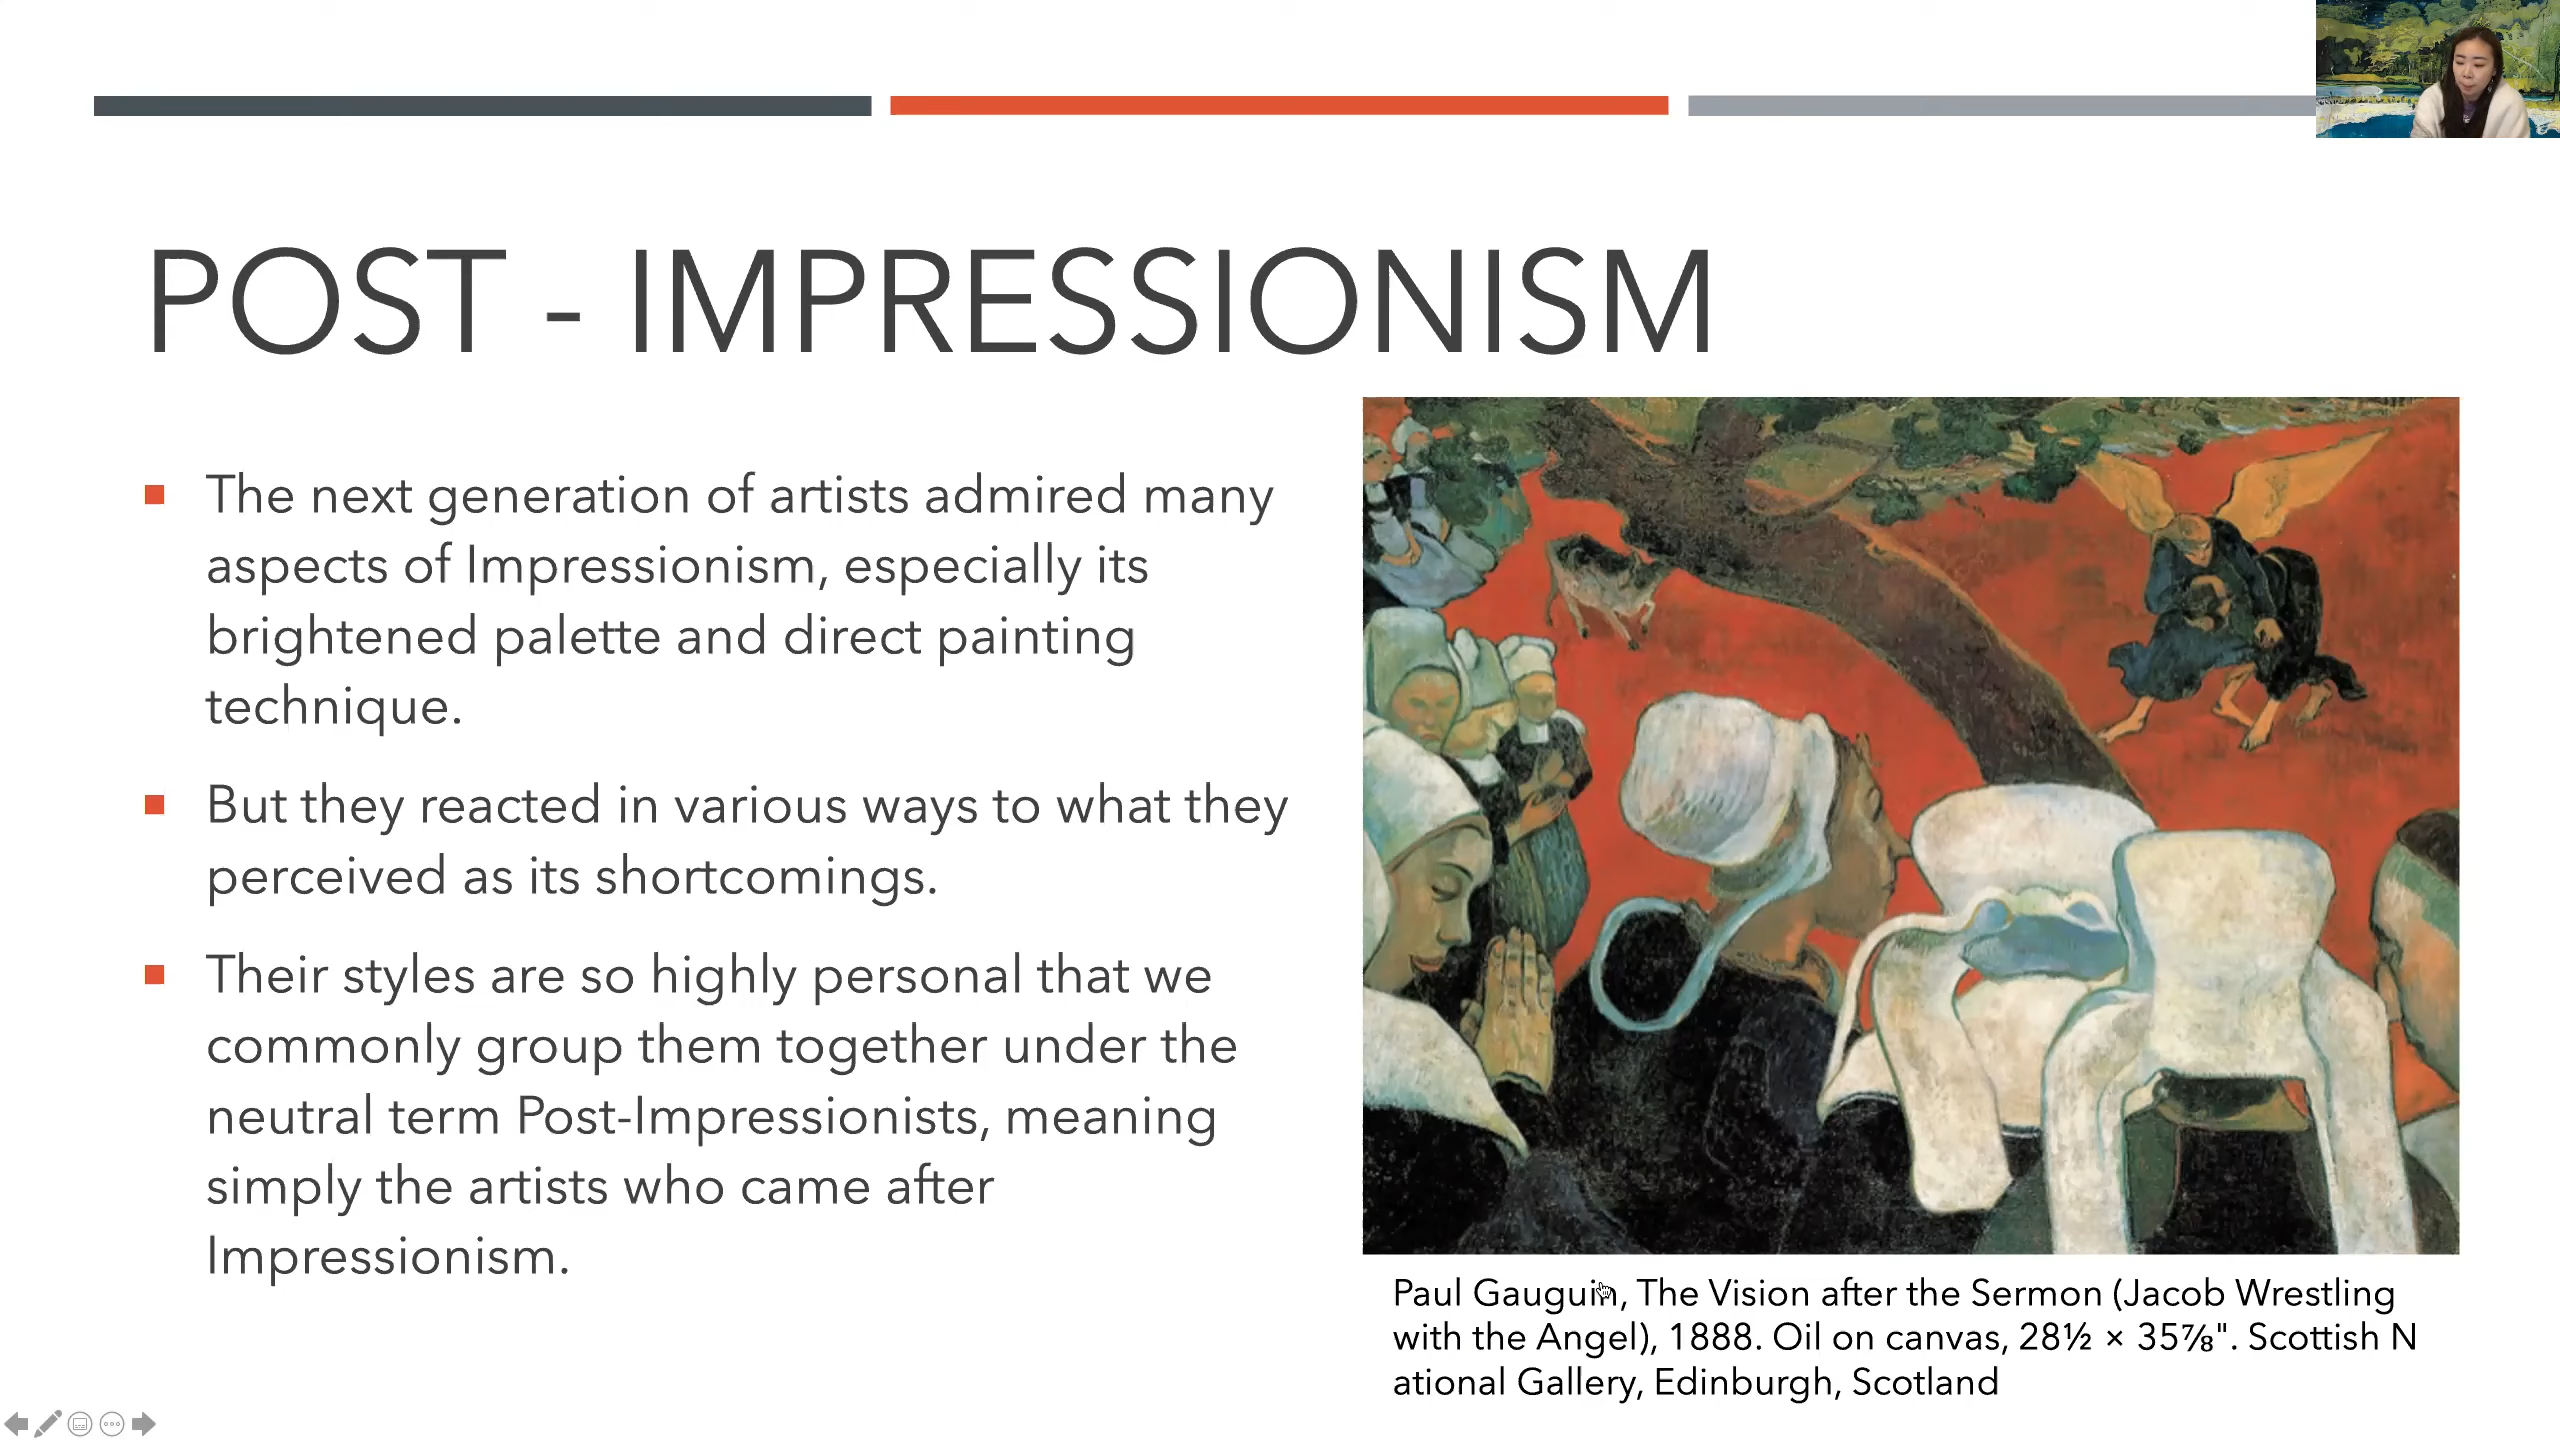 POST - IMPRESSIONISM
The next generation of artists admired many
aspects of Impressionism, especially its
brightened palette and direct painting
technique.
But they reacted in various ways to what they
perceived as its shortcomings.
Their styles are so highly personal that we
commonly group them together under the
neutral term Post-Impressionists, meaning
simply the artists who came after
Impressionism.
Paul Gauguin, The Vision after the Sermon (Jacob Wrestling
with the Angel), 1888. Oil on canvas, 28½ × 35⅞". Scottish N
ational Gallery, Edinburgh, Scotland